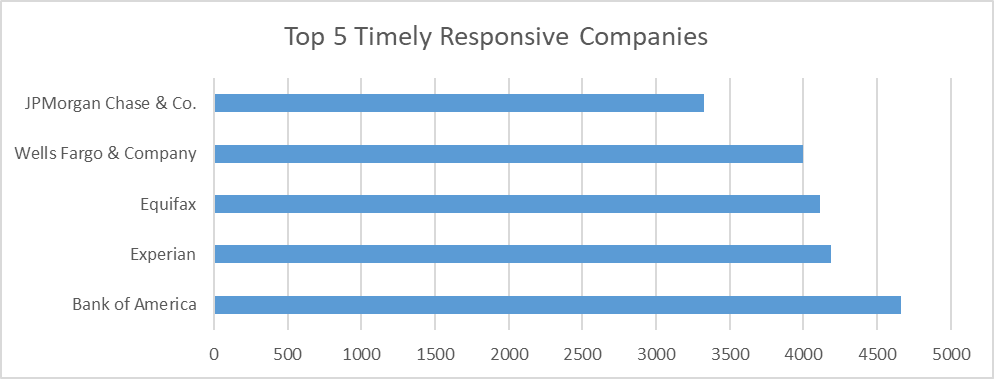 Top 5 Timely Responsive Companies
JPMorgan Chase & Co.
Wells Fargo & Company
Equifax
Experian
Bank of America
0 500 1000 1500 2000 2500 3000 3500 4000 4500 5000